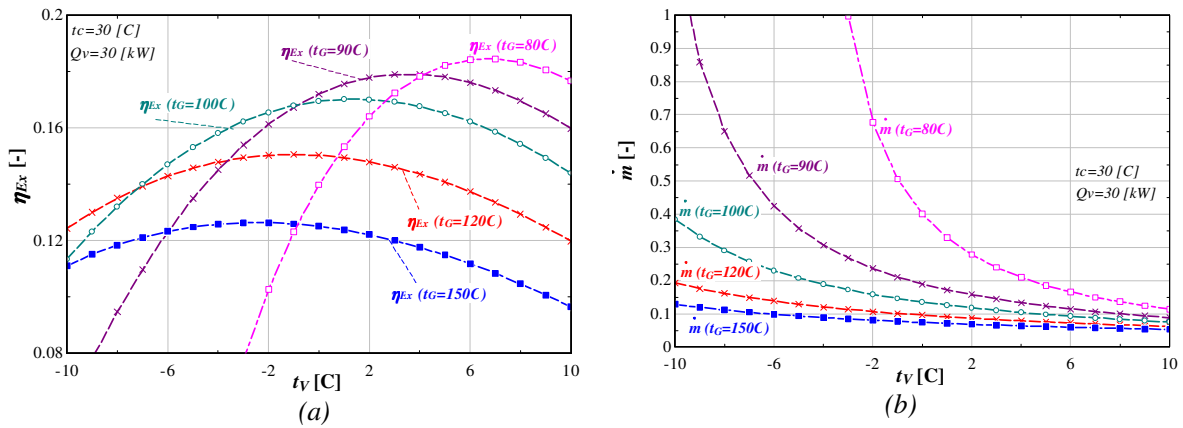 0.2
0.16
0.12
0.08
ηEx [-]
tc=30 [C]
Qv=30 [kW]
ηEx (tG=90C)
ηEx (tG=80C)
ηEx (tG=100C)
ηEx (tG=120C)
ηEx (tG=150C)
-10 -6 -2 2 6 10
tV [C]
(a)
1
0.9
0.8
0.7
0.6
0.5
0.4
0.3
0.2
0.1
0
ṁ [-]
ṁ (tG=80C)
ṁ (tG=90C)
tc=30 [C]
Qv=30 [kW]
ṁ (tG=100C)
ṁ (tG=120C)
ṁ (tG=150C)
-10 -6 -2 2 6 10
tV [C]
(b)